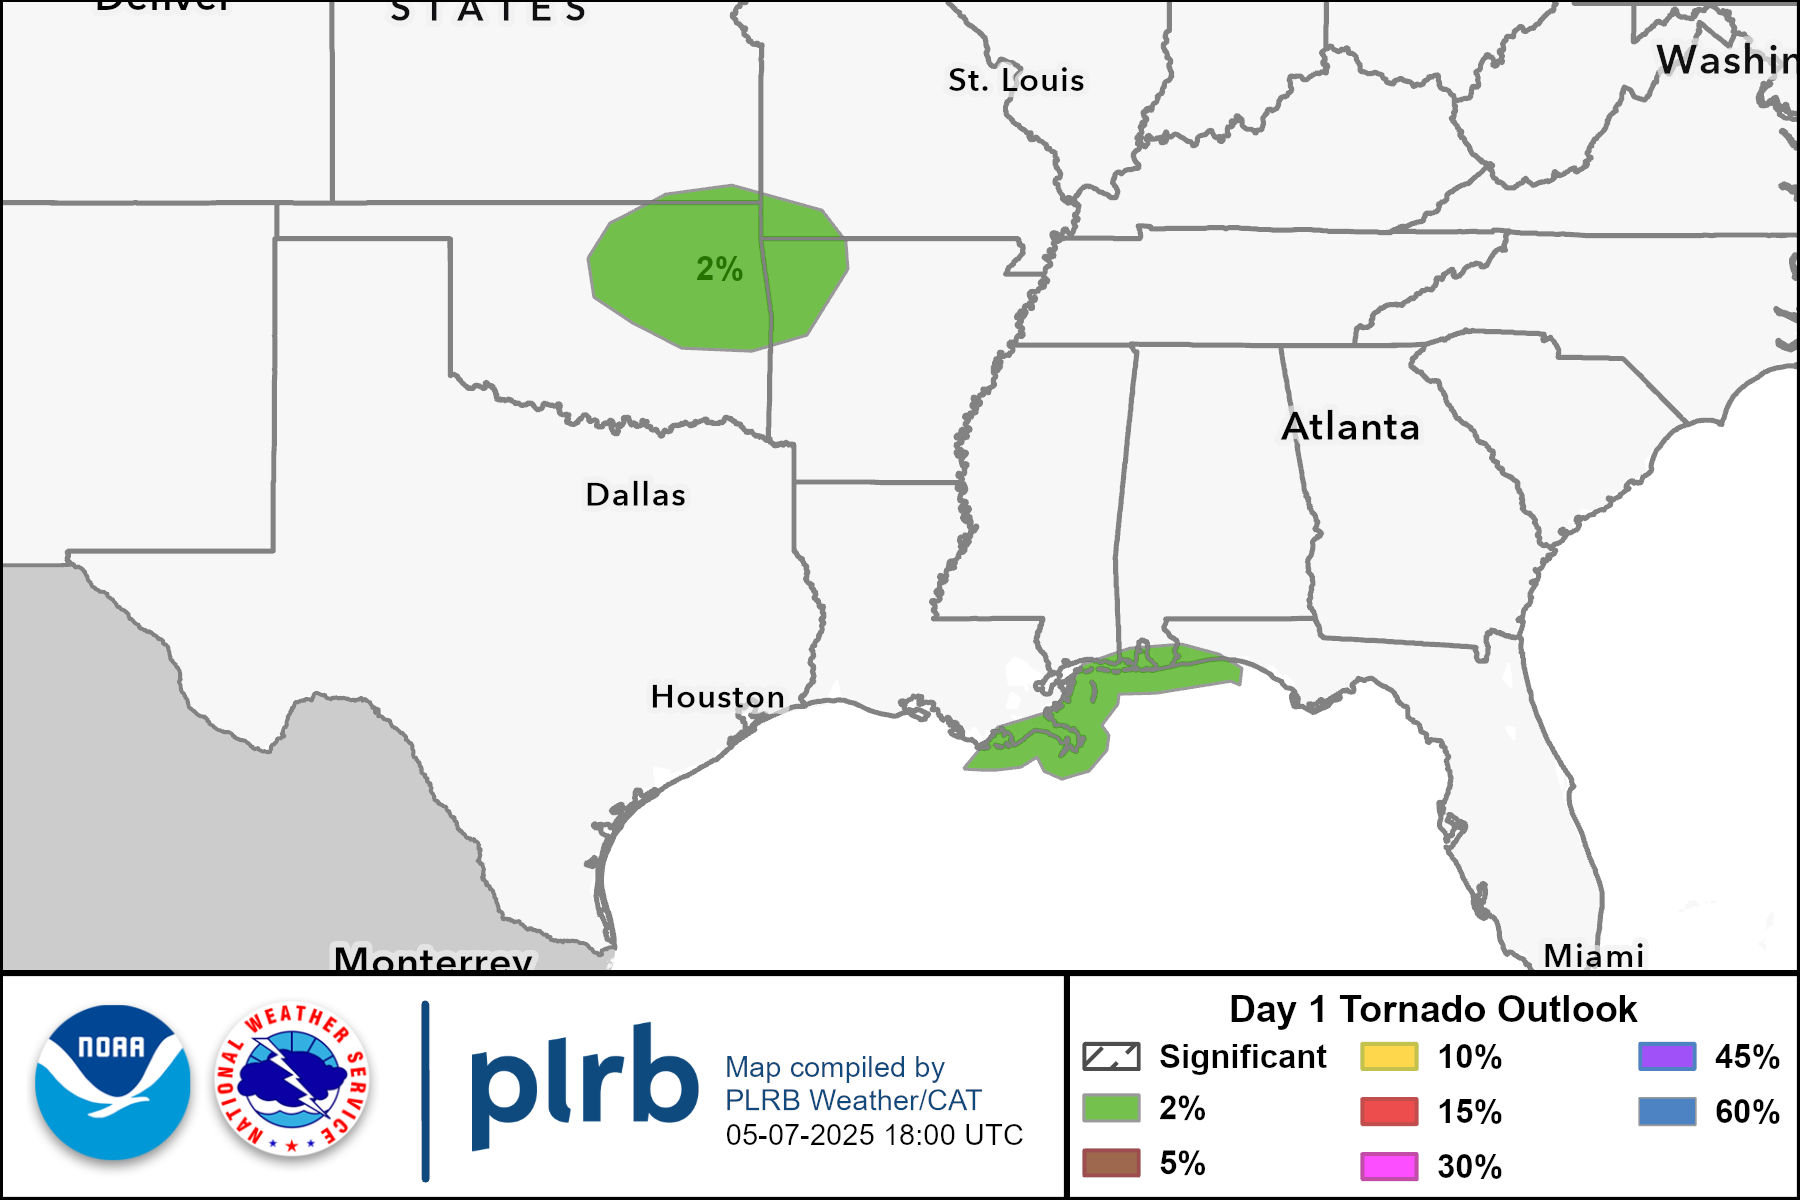 Denver
STATES
St. Louis
Washin
2%
Atlanta
Dallas
Houston
Miami
Monterrey
NOAA
NATIONAL WEATHER SERVICE
plrb
Map compiled by
PLRB Weather/CAT
05-07-2025 18:00 UTC
Day 1 Tornado Outlook
Significant
2%
5%
10%
15%
30%
45%
60%